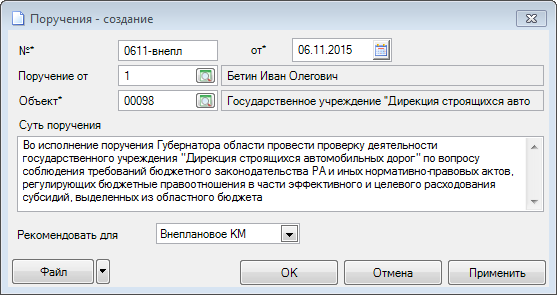 Поручения - создание
№* 0611-внепл от* 06.11.2015
Поручение от 1 Бетин Иван Олегович
Объект* 00098 Государственное учреждение "Дирекция строящихся авто
Суть поручения
Во исполнение поручения Губернатора области провести проверку деятельности
государственного учреждения "Дирекция строящихся автомобильных дорог" по вопросу
соблюдения требований бюджетного законодательства РА и иных нормативно-правовых актов,
регулирующих бюджетные правоотношения в части эффективного и целевого расходования
субсидий, выделенных из областного бюджета
Рекомендовать для Внеплановое КМ
Файл ОК Отмена Применить